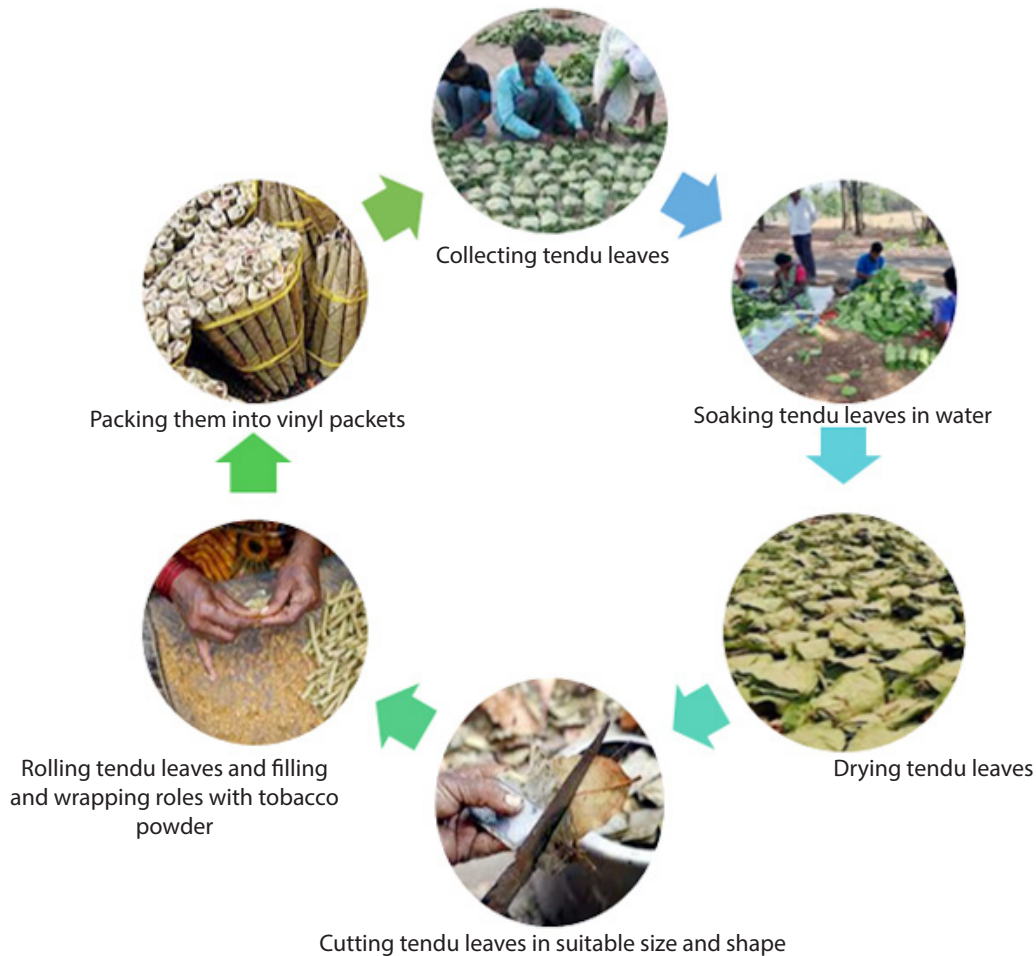 Collecting tendu leaves
Soaking tendu leaves in water
Drying tendu leaves
Cutting tendu leaves in suitable size and shape
Rolling tendu leaves and filling
and wrapping roles with tobacco
powder
Packing them into vinyl packets